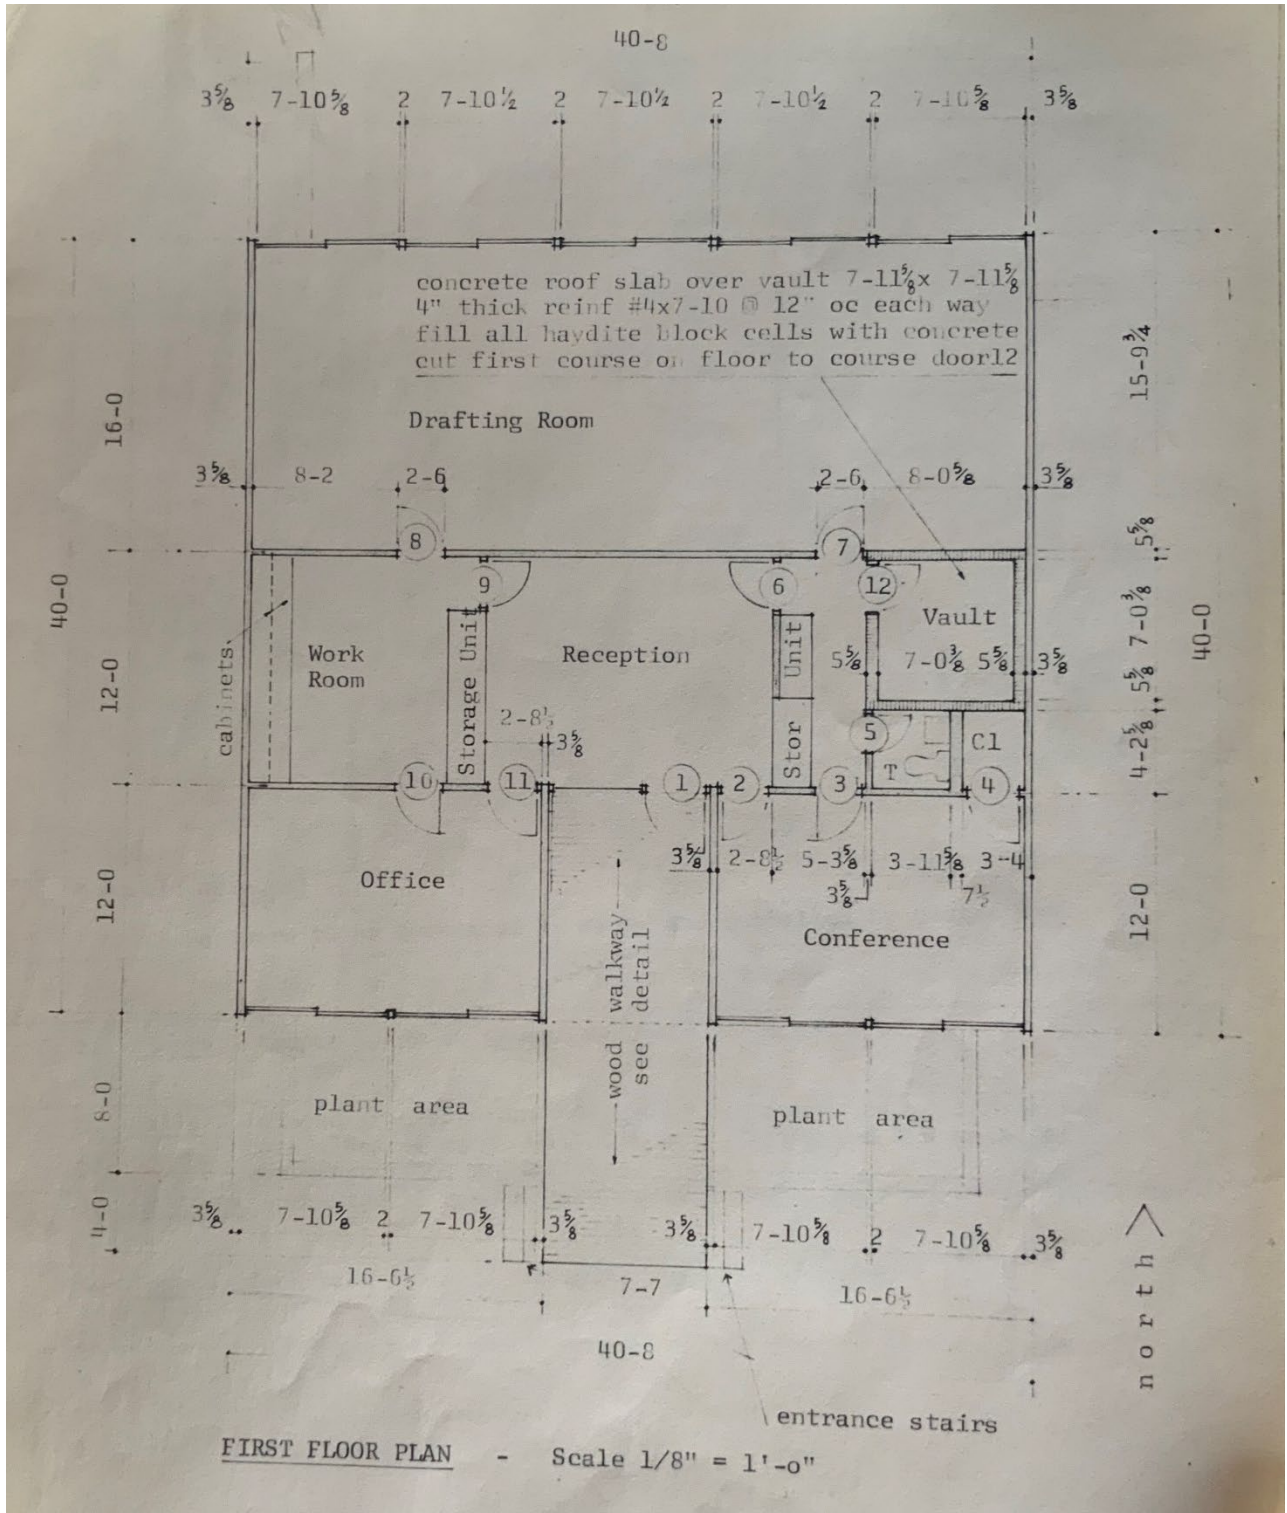 40-8
3⅝ 7-10⅝ 2 7-10½ 2 7-10½ 2 7-10½ 2 7-10⅝ 3⅝
concrete roof slab over vault 7-11⅝x 7-11⅝
4" thick reinf #4x7-10 @ 12" oc each way
fill all haydite block cells with concrete
cut first course on floor to course door12
15-9¾
16-0
Drafting Room
3⅝ 8-2 2-6 2-6 8-0⅝ 3⅝
5⅝
8 7
9 6 12
40-0
12-0
cabinets
Work
Room
Storage Unit
Reception
Unit
Stor
Vault
5⅝ 7-0⅜ 5⅝ 3⅝
7-0⅜
5⅝
40-0
2-8½
3⅝
5
T
Cl
4-2⅝
10 11 1 2 3 4
3⅝ 2-8½ 5-3⅝ 3-11⅝ 3-4
3⅝ 7½
12-0
Office
wood walkway
see detail
Conference
12-0
8-0
plant area
plant area
4-0
3⅝ 7-10⅝ 2 7-10⅝ 3⅝ 3⅝ 7-10⅝ 2 7-10⅝ 3⅝
16-6½ 7-7 16-6½
north
40-8
entrance stairs
FIRST FLOOR PLAN - Scale 1/8" = 1'-0"